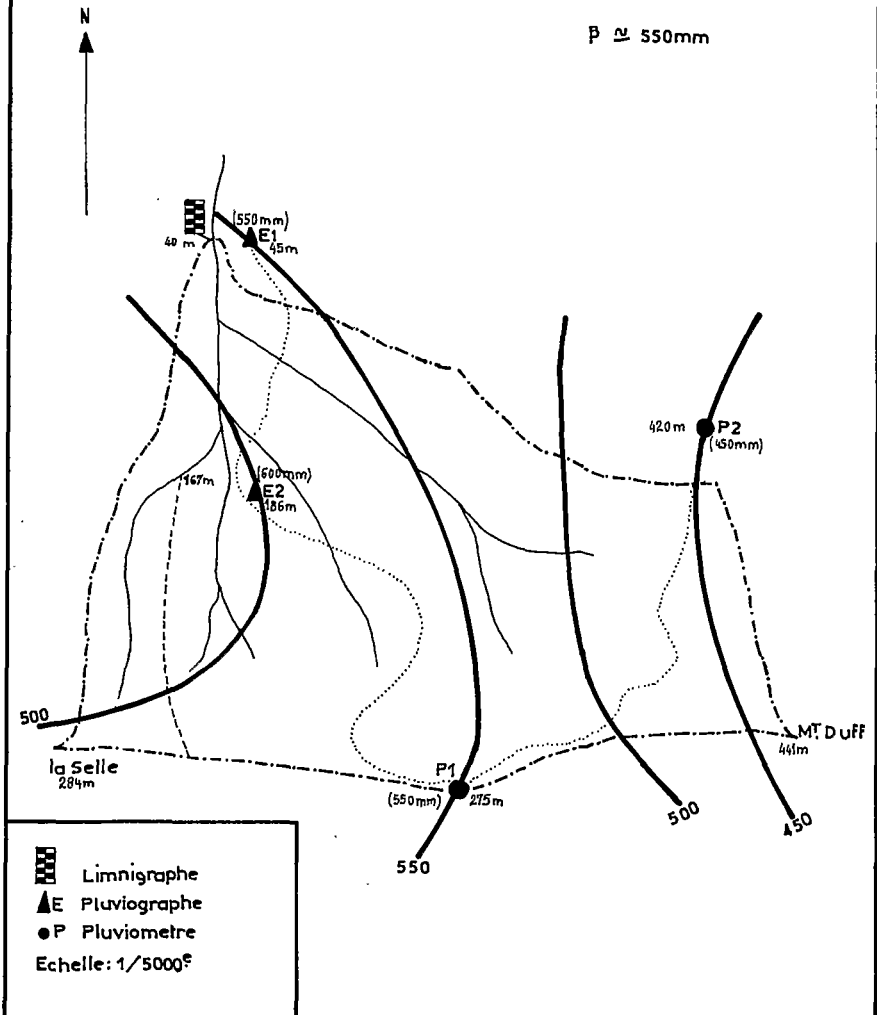 N
P̄ ≃ 550mm
(550mm)
E1
40 m
45m
420m P2
(450mm)
(600mm)
167m
E2
186m
500
la Selle
284m
MT Duff
441m
P1
(550mm) 275m
500
450
550
Limnigraphe
E Pluviographe
P Pluviometre
Echelle: 1/5000e